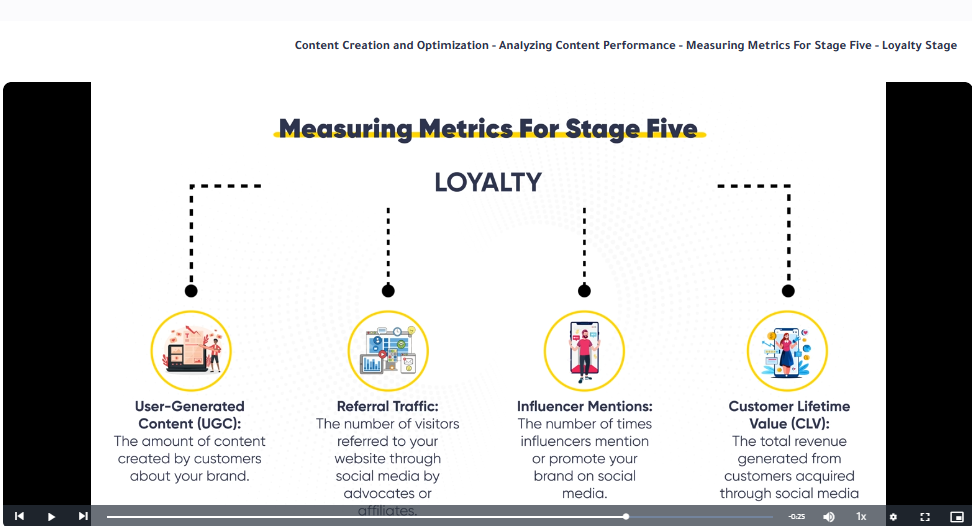 Content Creation and Optimization - Analyzing Content Performance - Measuring Metrics For Stage Five - Loyalty Stage
Measuring Metrics For Stage Five
LOYALTY
User-Generated
Content (UGC):
The amount of content
created by customers
about your brand.
Referral Traffic:
The number of visitors
referred to your
website through
social media by
advocates or
affiliates.
Influencer Mentions:
The number of times
influencers mention
or promote your
brand on social
media.
Customer Lifetime
Value (CLV):
The total revenue
generated from
customers acquired
through social media
-0:25
1x